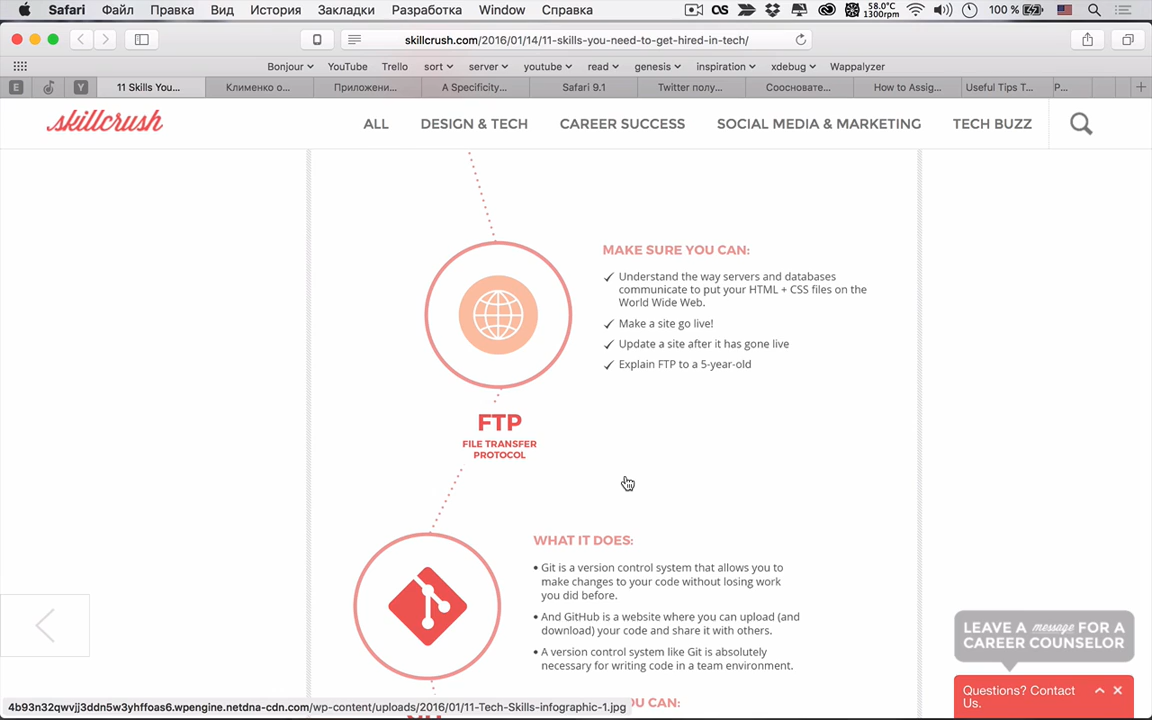 Safari Файл Правка Вид История Закладки Разработка Window Справка 58.0°C 1300rpm 100 %
skillcrush.com/2016/01/14/11-skills-you-need-to-get-hired-in-tech/
Bonjour YouTube Trello sort server youtube read genesis inspiration xdebug Wappalyzer
E Y 11 Skills You... Клименко о... Приложени... A Specificity... Safari 9.1 Twitter полу... Сооснovате... How to Assig... Useful Tips T... P...
skillcrush ALL DESIGN & TECH CAREER SUCCESS SOCIAL MEDIA & MARKETING TECH BUZZ
MAKE SURE YOU CAN:
Understand the way servers and databases
communicate to put your HTML + CSS files on the
World Wide Web.
Make a site go live!
Update a site after it has gone live
Explain FTP to a 5-year-old
FTP
FILE TRANSFER
PROTOCOL
WHAT IT DOES:
• Git is a version control system that allows you to
make changes to your code without losing work
you did before.
• And GitHub is a website where you can upload (and
download) your code and share it with others.
• A version control system like Git is absolutely
necessary for writing code in a team environment.
OU CAN:
LEAVE A message FOR A
CAREER COUNSELOR
Questions? Contact
Us.
4b93n32qwvjj3ddn5w3yhffoas6.wpengine.netdna-cdn.com/wp-content/uploads/2016/01/11-Tech-Skills-infographic-1.jpg